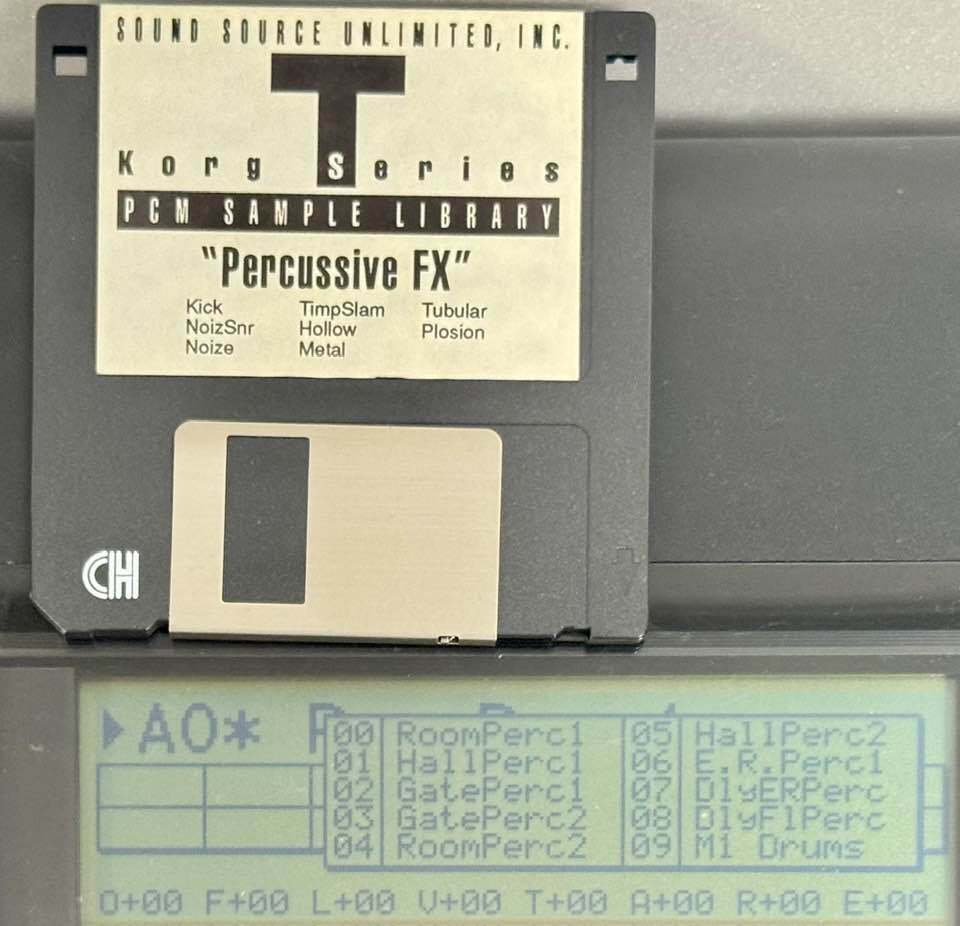 SOUND SOURCE UNLIMITED, INC.
T
Korg Series
PCM SAMPLE LIBRARY
"Percussive FX"
Kick TimpSlam Tubular
NoizSnr Hollow Plosion
Noize Metal
CH
▶A0*
00 RoomPerc1 05 HallPerc2
01 HallPerc1 06 E.R.Perc1
02 GatePerc1 07 DlyERPerc
03 GatePerc2 08 DlyFlPerc
04 RoomPerc2 09 M1 Drums
O+00 F+00 L+00 V+00 T+00 A+00 R+00 E+00